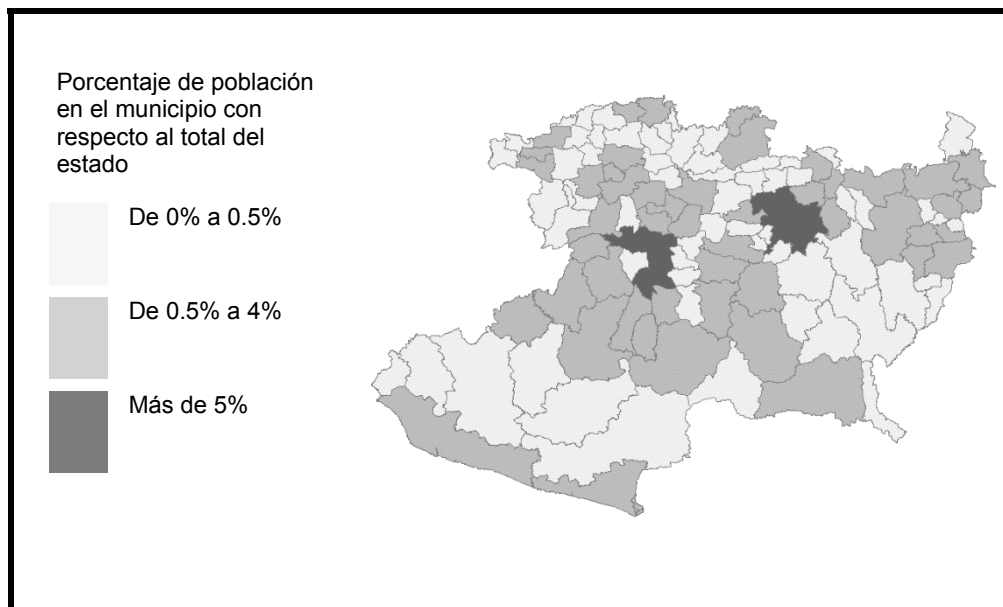 Porcentaje de población
en el municipio con
respecto al total del
estado
De 0% a 0.5%
De 0.5% a 4%
Más de 5%